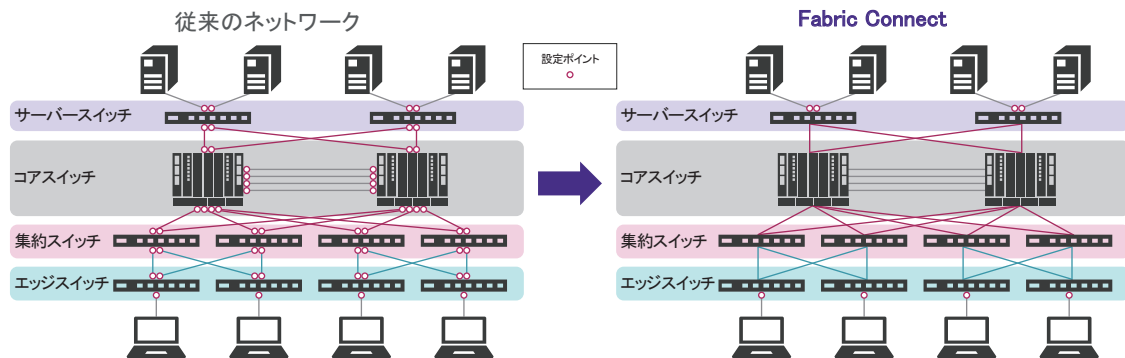 従来のネットワーク
Fabric Connect
設定ポイント
サーバースイッチ
コアスイッチ
集約スイッチ
エッジスイッチ
サーバースイッチ
コアスイッチ
集約スイッチ
エッジスイッチ